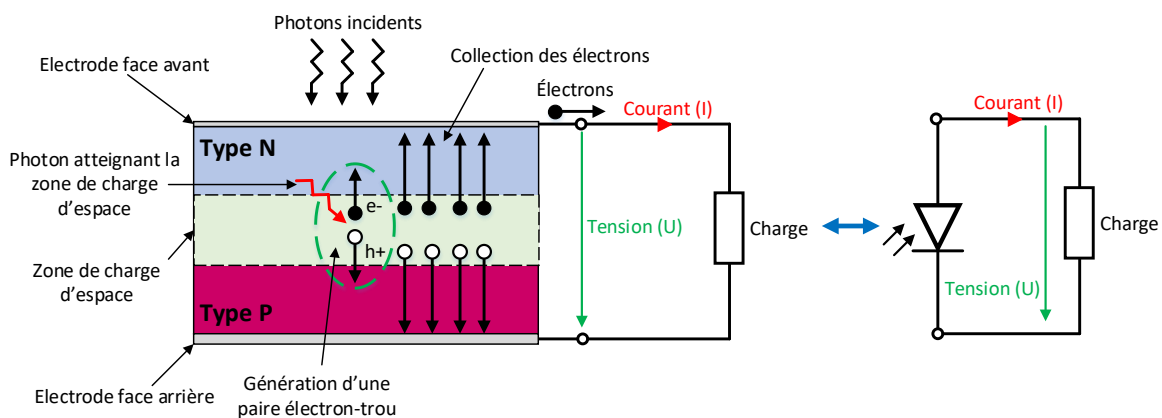 Photons incidents
Electrode face avant
Collection des électrons
Électrons
Courant (I)
Type N
Photon atteignant la
zone de charge
d'espace
e-
h+
Tension (U)
Charge
Zone de charge
d'espace
Type P
Electrode face arrière
Génération d'une
paire électron-trou
Courant (I)
Charge
Tension (U)